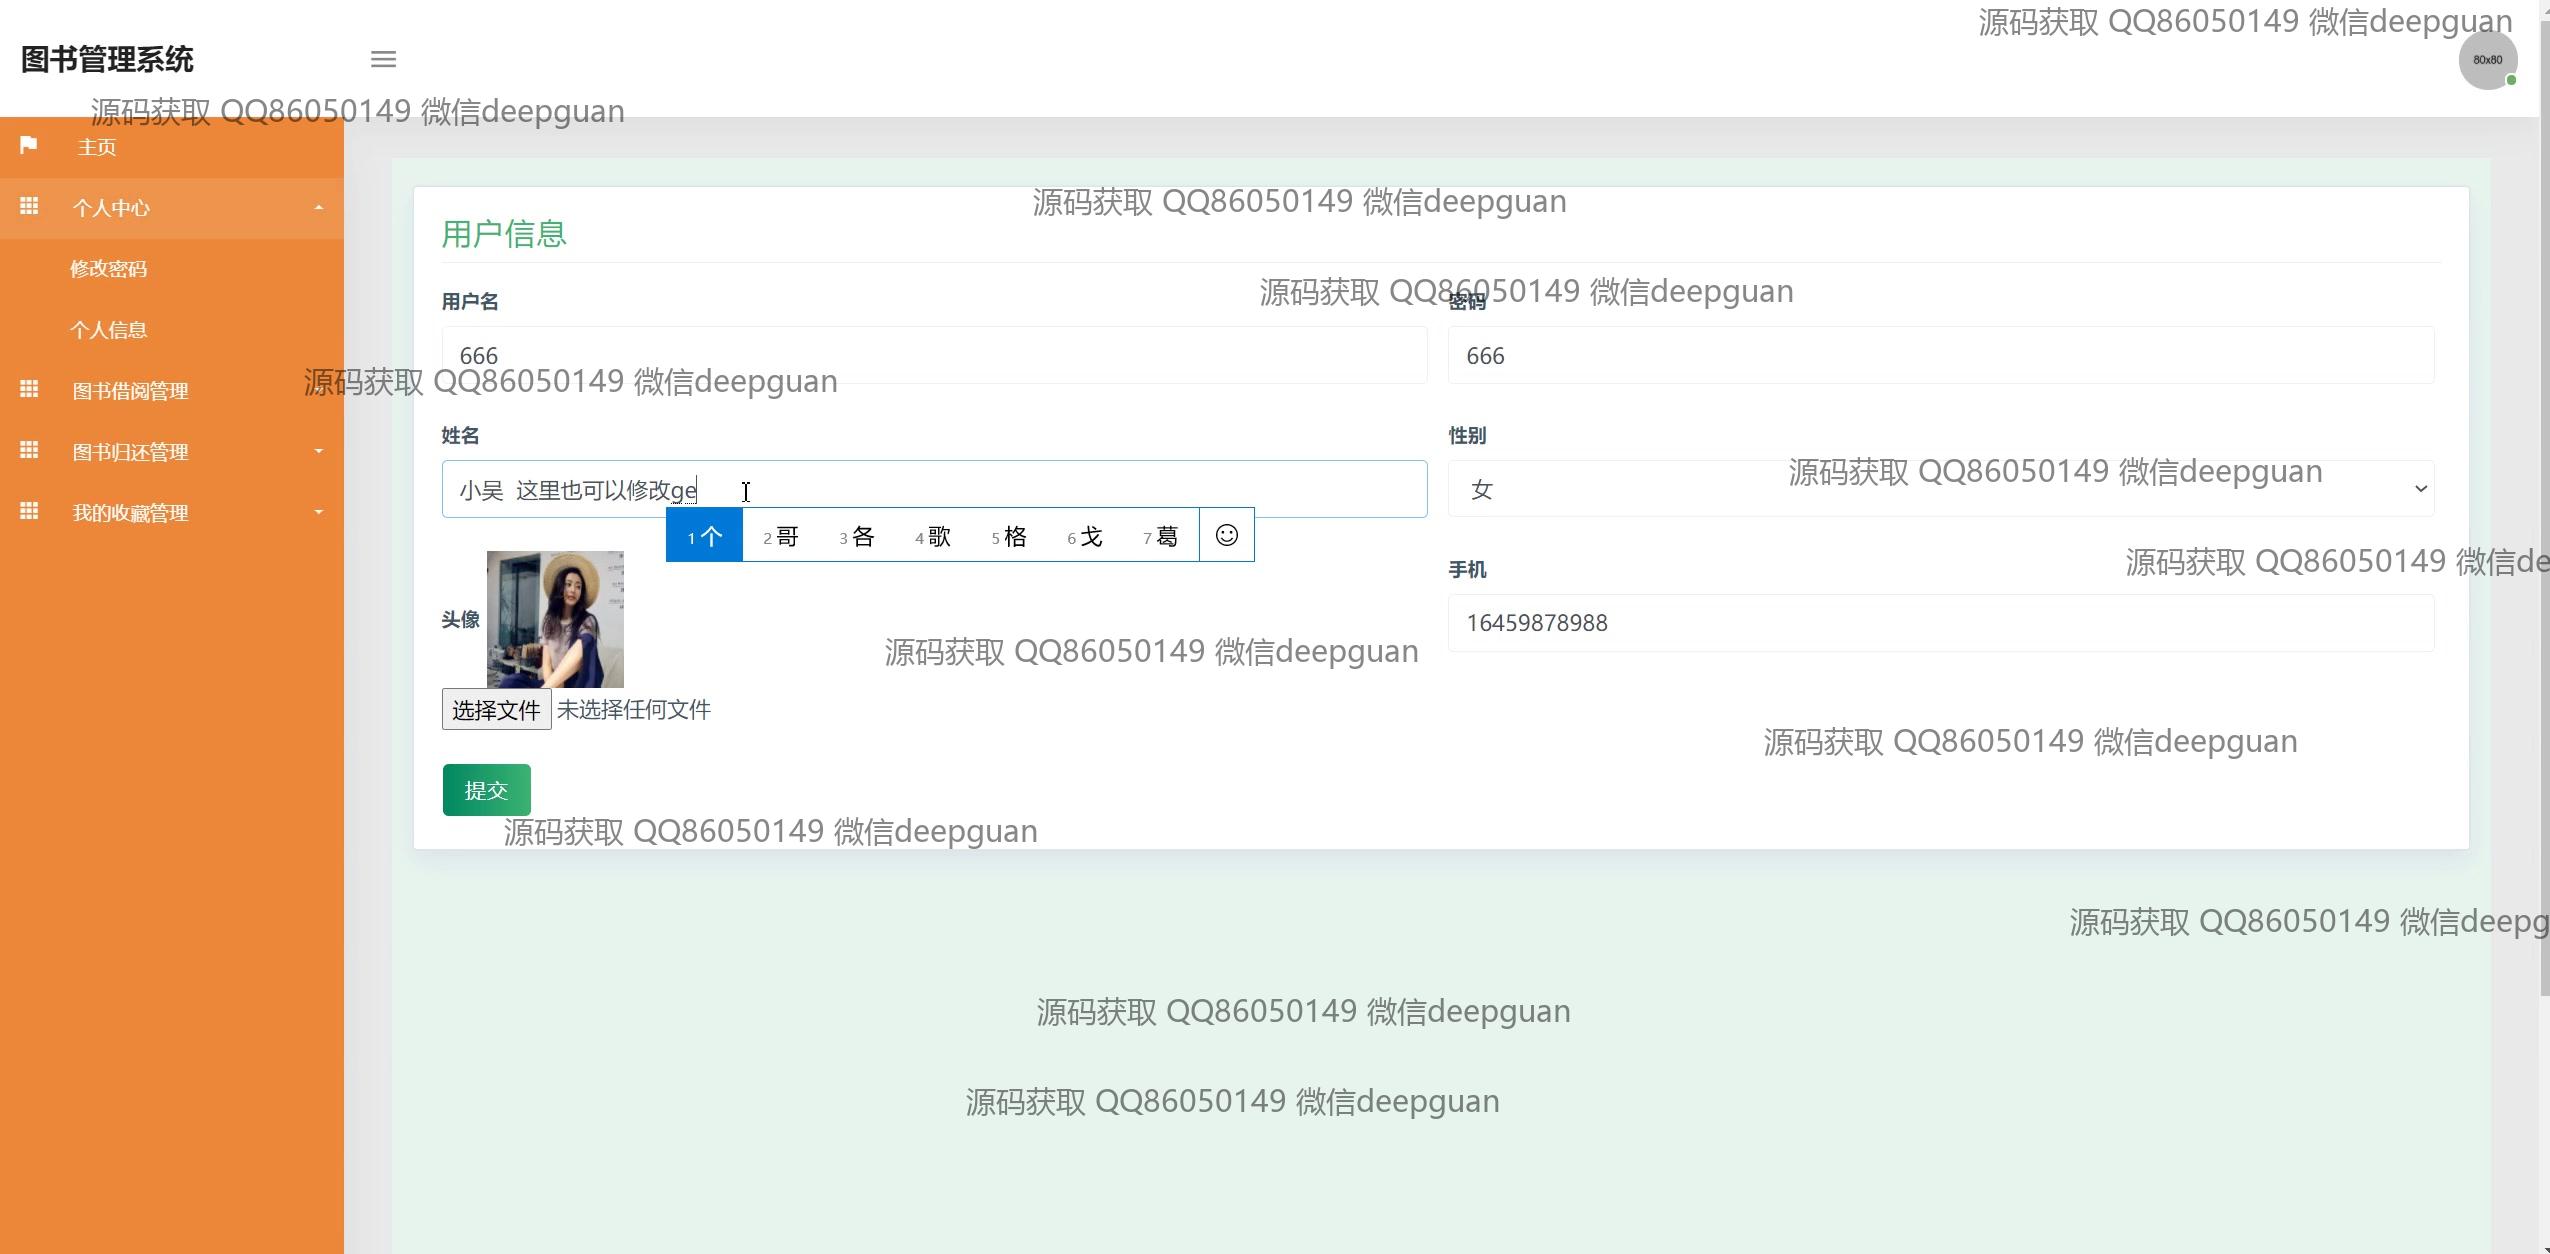 源码获取 QQ86050149 微信deepguan
图书管理系统
80x80
源码获取 QQ86050149 微信deepguan
主页
个人中心
修改密码
个人信息
图书借阅管理
图书归还管理
我的收藏管理
源码获取 QQ86050149 微信deepguan
用户信息
源码获取 QQ86050149 微信deepguan
用户名
密码
666
666
源码获取 QQ86050149 微信deepguan
姓名
性别
源码获取 QQ86050149 微信deepguan
小吴 这里也可以修改ge
女
1 个 2 哥 3 各 4 歌 5 格 6 戈 7 葛
源码获取 QQ86050149 微信de
手机
头像
16459878988
源码获取 QQ86050149 微信deepguan
选择文件 未选择任何文件
源码获取 QQ86050149 微信deepguan
提交
源码获取 QQ86050149 微信deepguan
源码获取 QQ86050149 微信deepg
源码获取 QQ86050149 微信deepguan
源码获取 QQ86050149 微信deepguan